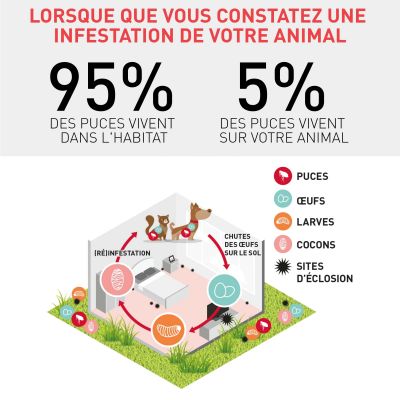 LORSQUE QUE VOUS CONSTATEZ UNE
INFESTATION DE VOTRE ANIMAL
95%
DES PUCES VIVENT
DANS L'HABITAT
5%
DES PUCES VIVENT
SUR VOTRE ANIMAL
PUCES
ŒUFS
LARVES
COCONS
SITES
D'ÉCLOSION
(RÉ)INFESTATION
CHUTES
DES ŒUFS
SUR LE SOL